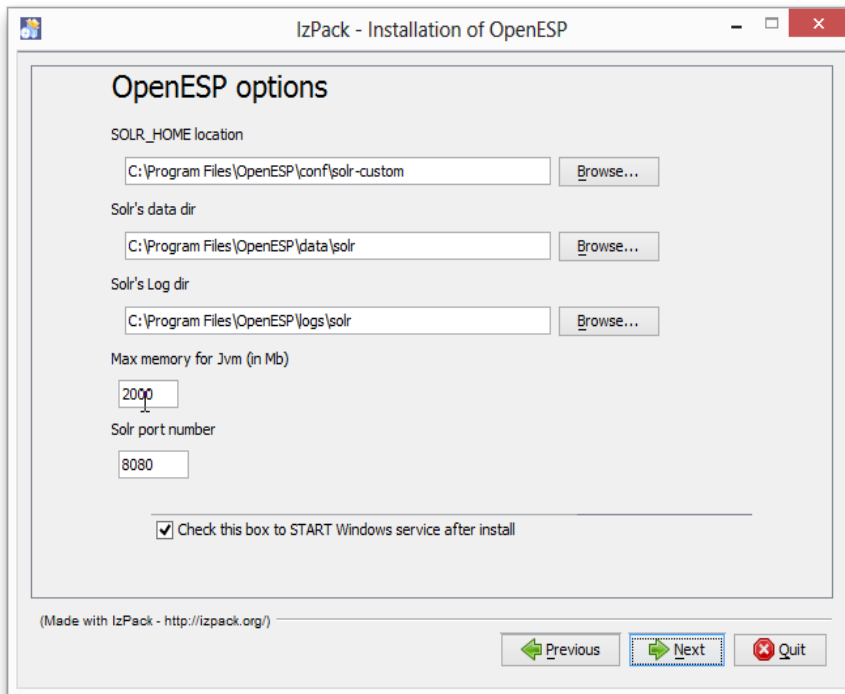 IzPack - Installation of OpenESP
OpenESP options
SOLR_HOME location
C:\Program Files\OpenESP\conf\solr-custom
Browse...
Solr's data dir
C:\Program Files\OpenESP\data\solr
Browse...
Solr's Log dir
C:\Program Files\OpenESP\logs\solr
Browse...
Max memory for Jvm (in Mb)
2000
Solr port number
8080
Check this box to START Windows service after install
(Made with IzPack - http://izpack.org/)
Previous
Next
Quit